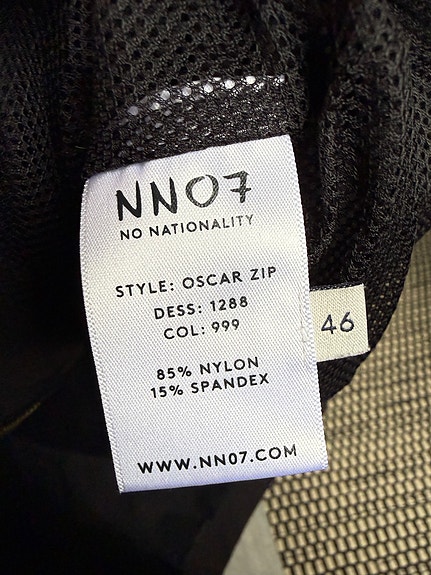 NN07
NO NATIONALITY
STYLE: OSCAR ZIP
DESS: 1288
COL: 999
46
85% NYLON
15% SPANDEX
WWW.NN07.COM